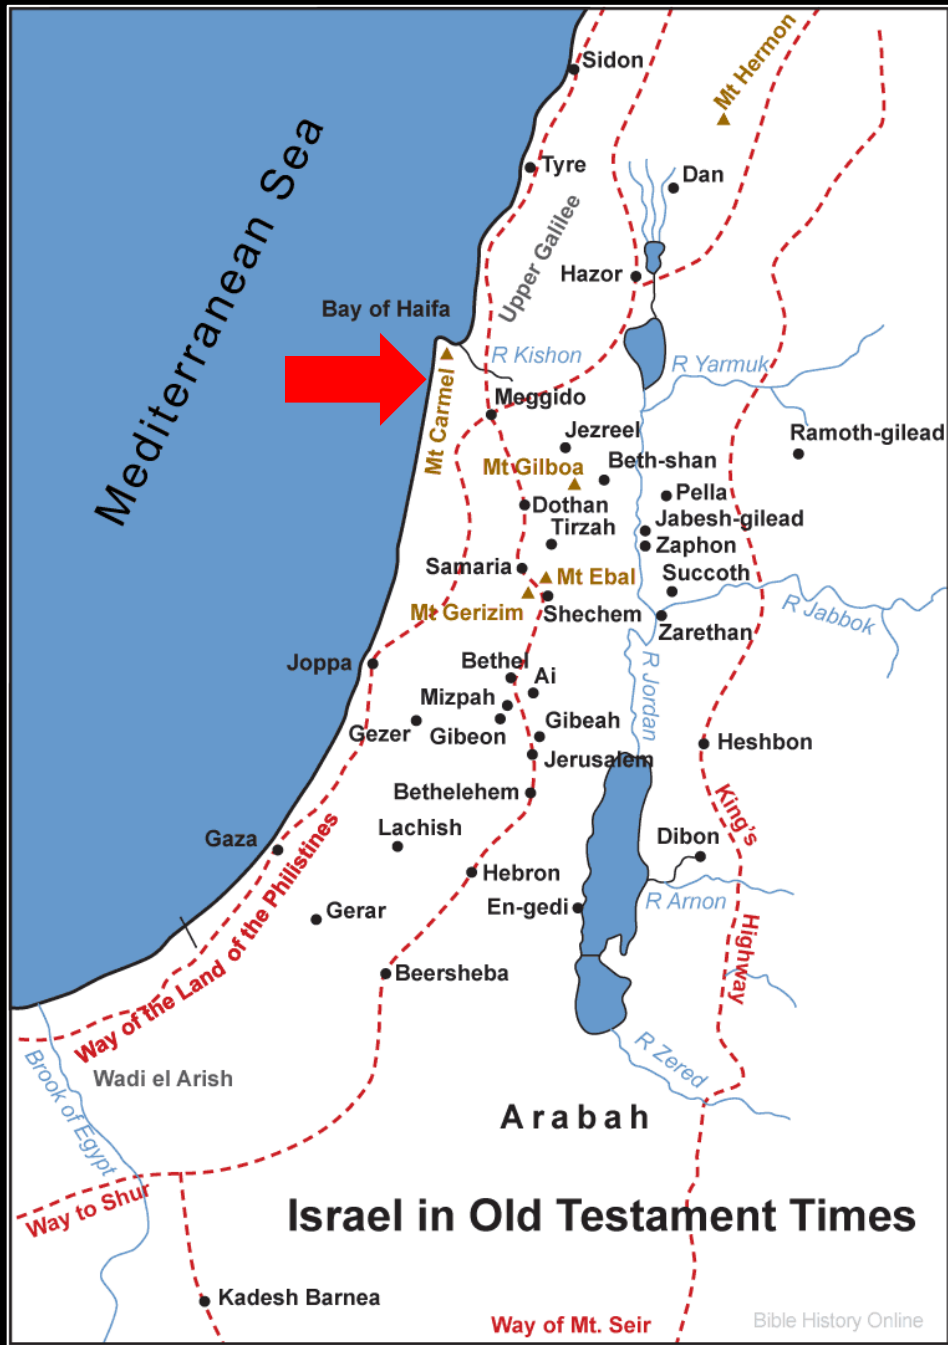 Sidon
Mt Hermon
Mediterranean Sea
Tyre
Dan
Upper Galilee
Hazor
Bay of Haifa
R Kishon
R Yarmuk
Mt Carmel
Meggido
Jezreel
Ramoth-gilead
Mt Gilboa
Beth-shan
Pella
Dothan
Jabesh-gilead
Tirzah
Zaphon
Samaria
Mt Ebal
Succoth
Mt Gerizim
Shechem
R Jabbok
Zarethan
Joppa
Bethel
Ai
R Jordan
Mizpah
Gezer
Gibeon
Gibeah
Heshbon
Jerusalem
Bethelehem
King's
Highway
Lachish
Gaza
Dibon
Way of the Land of the Philistines
Hebron
En-gedi
R Arnon
Gerar
Beersheba
R Zered
Brook of Egypt
Wadi el Arish
Arabah
Way to Shur
Israel in Old Testament Times
Kadesh Barnea
Way of Mt. Seir
Bible History Online